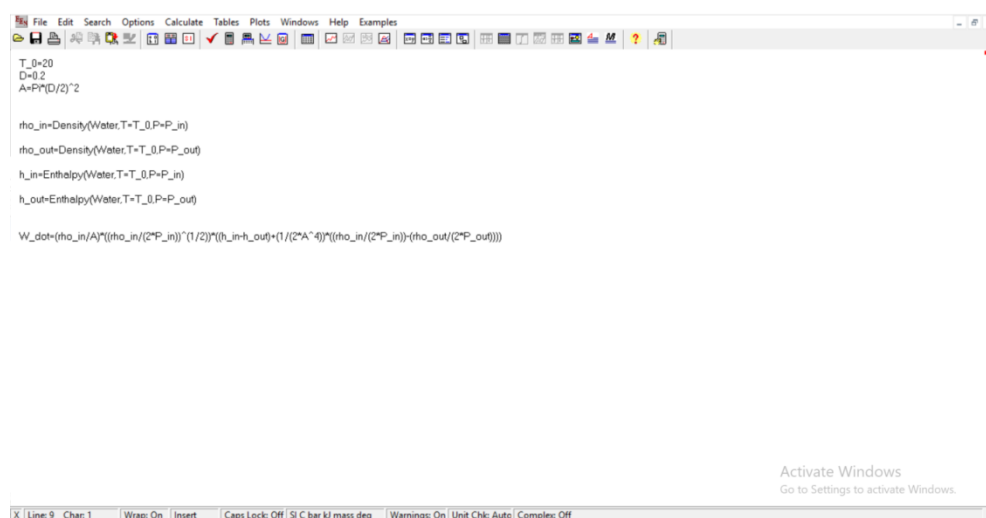 File Edit Search Options Calculate Tables Plots Windows Help Examples
T_0=20
D=0.2
A=Pi*(D/2)^2
rho_in=Density(Water,T=T_0,P=P_in)
rho_out=Density(Water,T=T_0,P=P_out)
h_in=Enthalpy(Water,T=T_0,P=P_in)
h_out=Enthalpy(Water,T=T_0,P=P_out)
W_dot=(rho_in/A)*((rho_in/(2*P_in))^(1/2))*((h_in-h_out)+(1/(2*A^4))*((rho_in/(2*P_in))-(rho_out/(2*P_out))))
Activate Windows
Go to Settings to activate Windows.
X Line: 9 Char: 1 Wrap: On Insert Caps Lock: Off SI C bar kJ mass deg Warnings: On Unit Chk: Auto Complex: Off